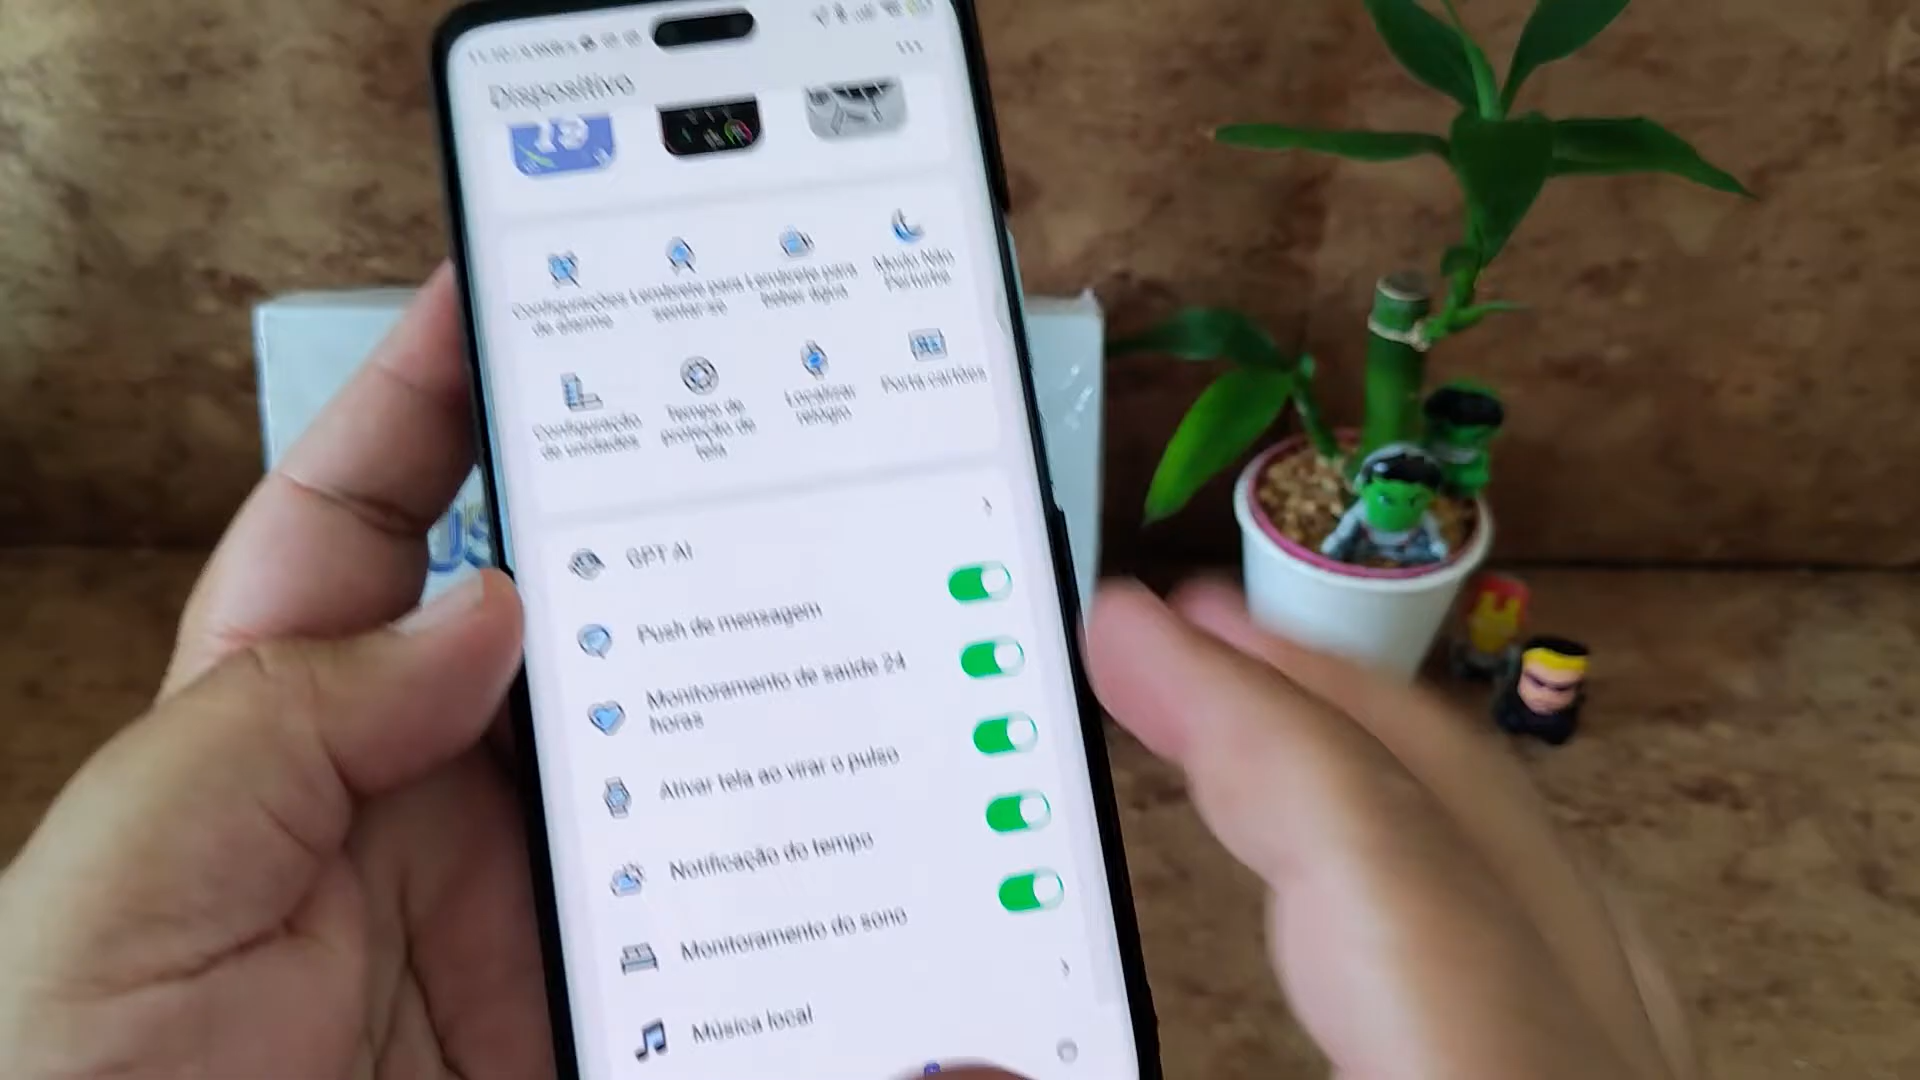 Dispositivo
19
Configurações
de alarme
Lembrete para
sentar-se
Lembrete para
beber água
Modo Não
Perturbe
Configuração
de unidades
Tempo de
proteção de
tela
Localizar
relógio
Porta cartões
GPT AI
Push de mensagem
Monitoramento de saúde 24
horas
Ativar tela ao virar o pulso
Notificação do tempo
Monitoramento do sono
Música local